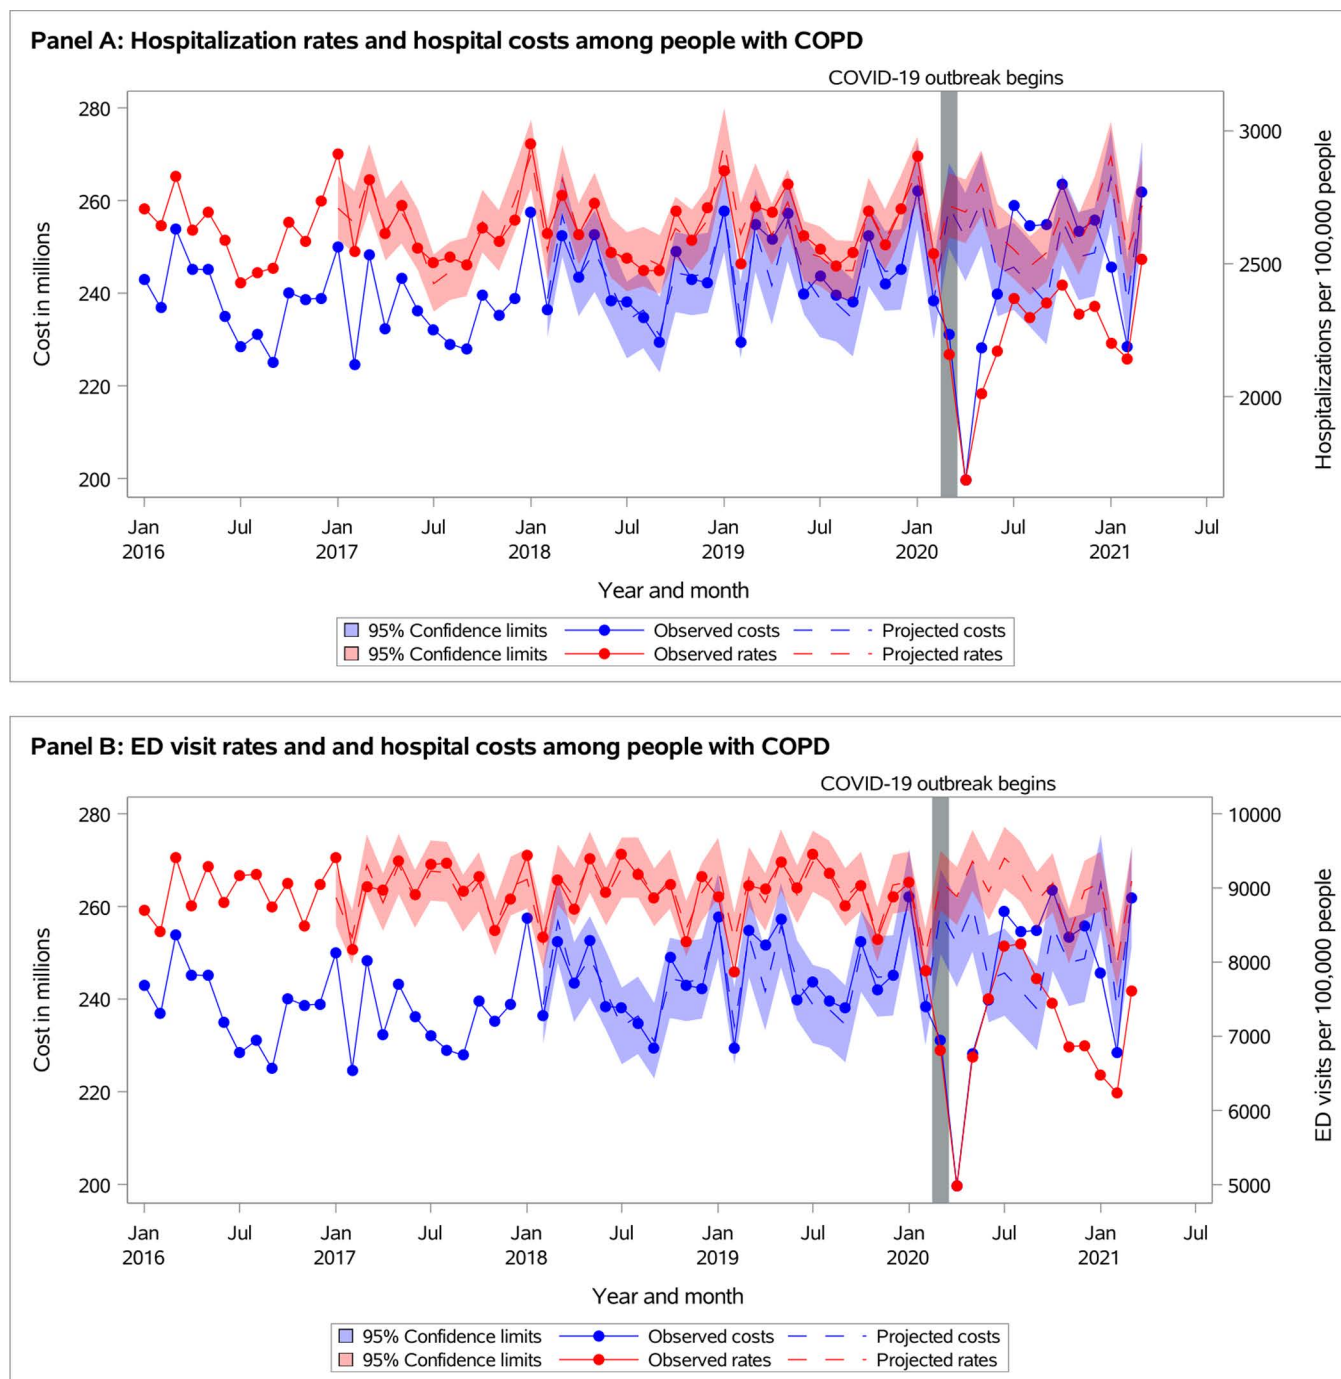 Panel A: Hospitalization rates and hospital costs among people with COPD
COVID-19 outbreak begins
280
260
240
220
200
Cost in millions
3000
2500
2000
Hospitalizations per 100,000 people
Jan Jul Jan Jul Jan Jul Jan Jul Jan Jul Jan Jul
2016 2017 2018 2019 2020 2021
Year and month
95% Confidence limits Observed costs Projected costs
95% Confidence limits Observed rates Projected rates
Panel B: ED visit rates and and hospital costs among people with COPD
COVID-19 outbreak begins
280
260
240
220
200
Cost in millions
10000
9000
8000
7000
6000
5000
ED visits per 100,000 people
Jan Jul Jan Jul Jan Jul Jan Jul Jan Jul Jan Jul
2016 2017 2018 2019 2020 2021
Year and month
95% Confidence limits Observed costs Projected costs
95% Confidence limits Observed rates Projected rates